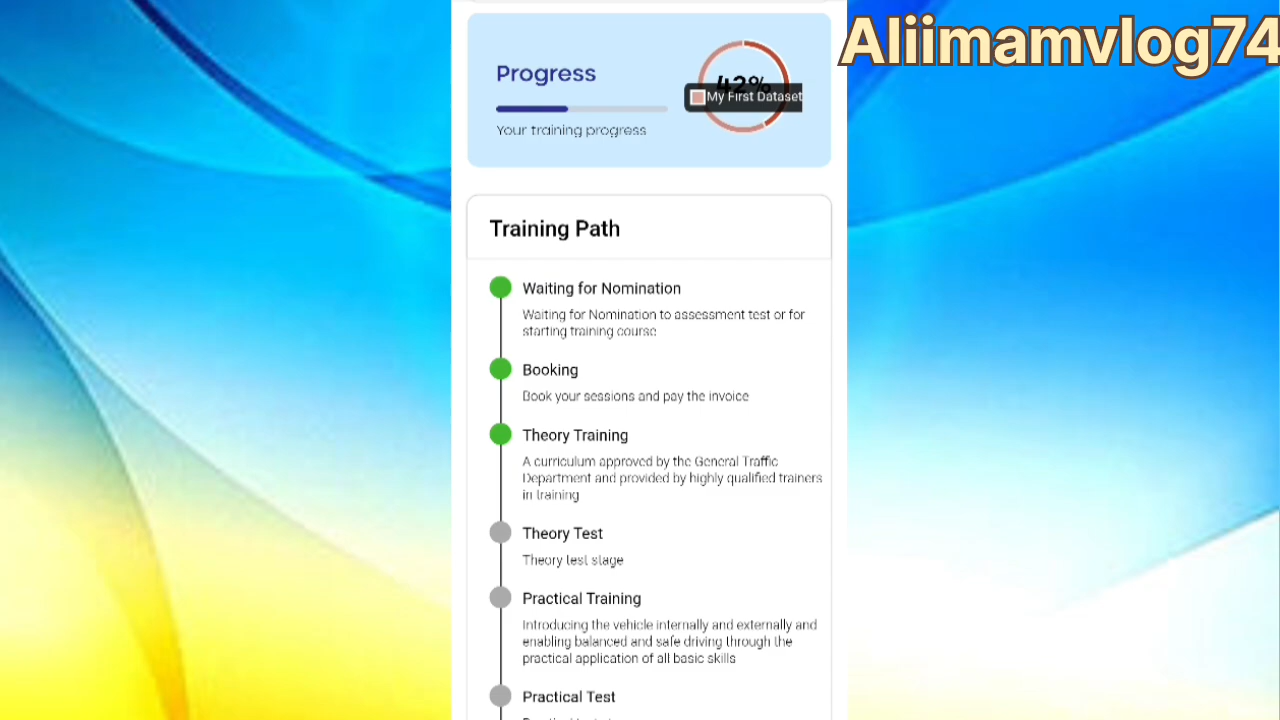 Aliimamvlog74
Progress
42%
My First Dataset
Your training progress
Training Path
Waiting for Nomination
Waiting for Nomination to assessment test or for
starting training course
Booking
Book your sessions and pay the invoice
Theory Training
A curriculum approved by the General Traffic
Department and provided by highly qualified trainers
in training
Theory Test
Theory test stage
Practical Training
Introducing the vehicle internally and externally and
enabling balanced and safe driving through the
practical application of all basic skills
Practical Test